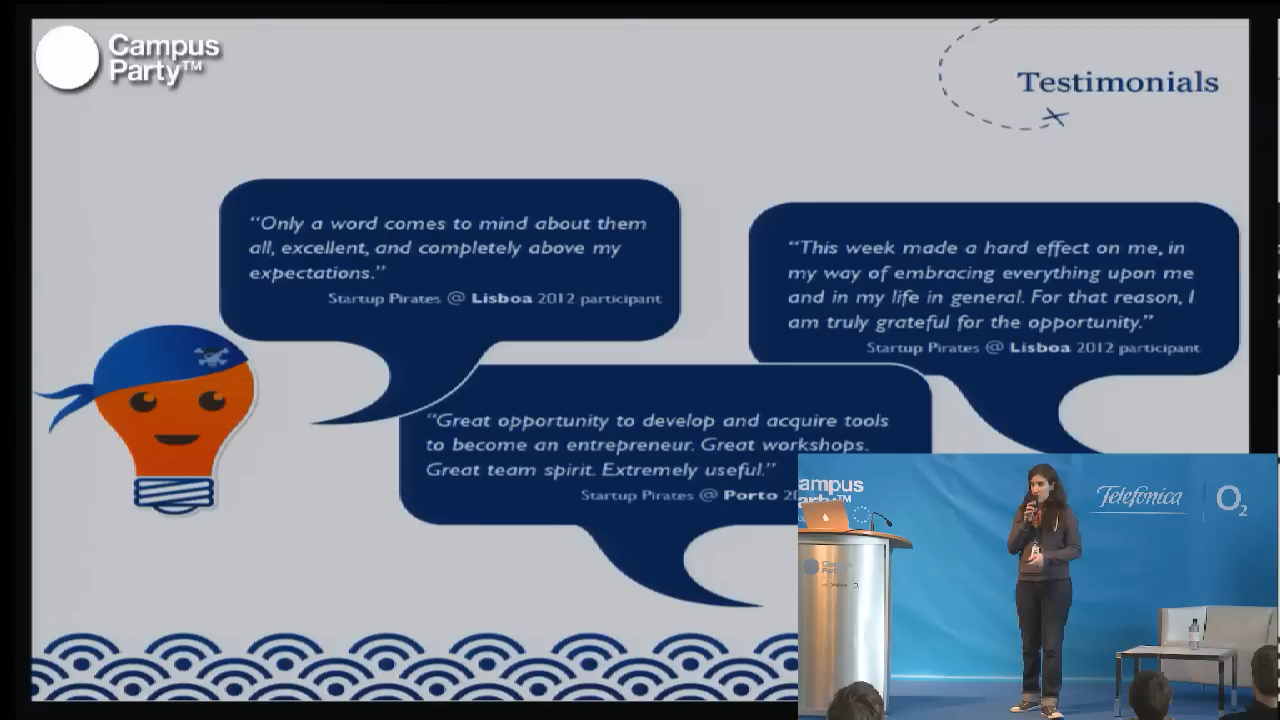 Campus
Party™
Testimonials
“Only a word comes to mind about them
all, excellent, and completely above my
expectations.”
Startup Pirates @ Lisboa 2012 participant
“This week made a hard effect on me, in
my way of embracing everything upon me
and in my life in general. For that reason, I
am truly grateful for the opportunity.”
Startup Pirates @ Lisboa 2012 participant
“Great opportunity to develop and acquire tools
to become an entrepreneur. Great workshops.
Great team spirit. Extremely useful.”
Startup Pirates @ Porto
ampus
Telefónica
O2
Campus
Party